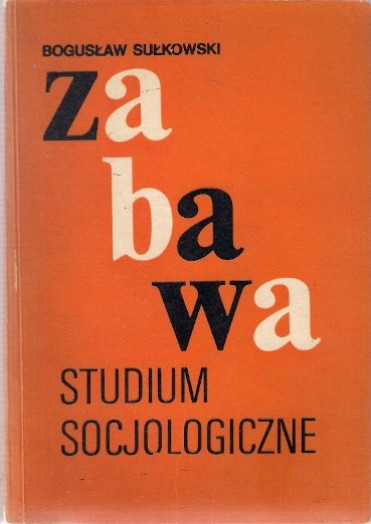 BOGUSŁAW SUŁKOWSKI
za
ba
wa
STUDIUM
SOCJOLOGICZNE